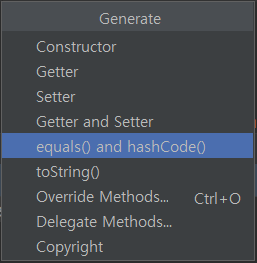 Generate
Constructor
Getter
Setter
Getter and Setter
equals() and hashCode()
toString()
Override Methods... Ctrl+O
Delegate Methods...
Copyright